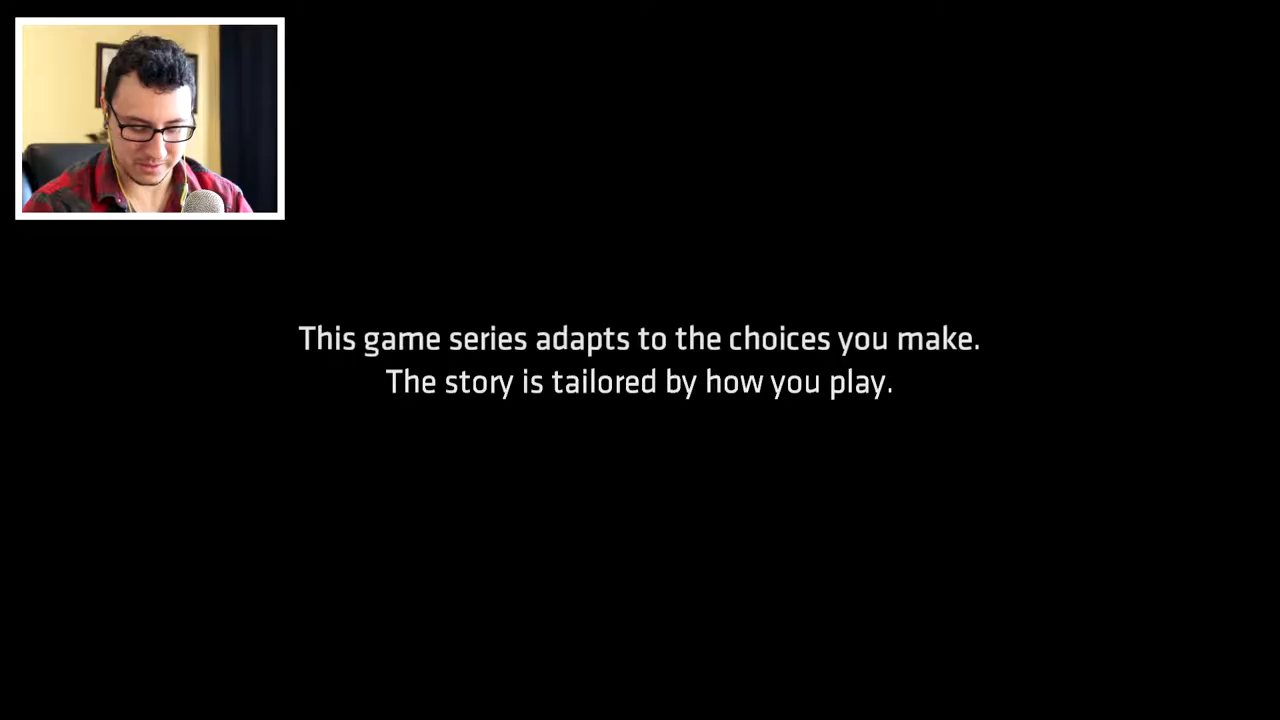 This game series adapts to the choices you make.
The story is tailored by how you play.